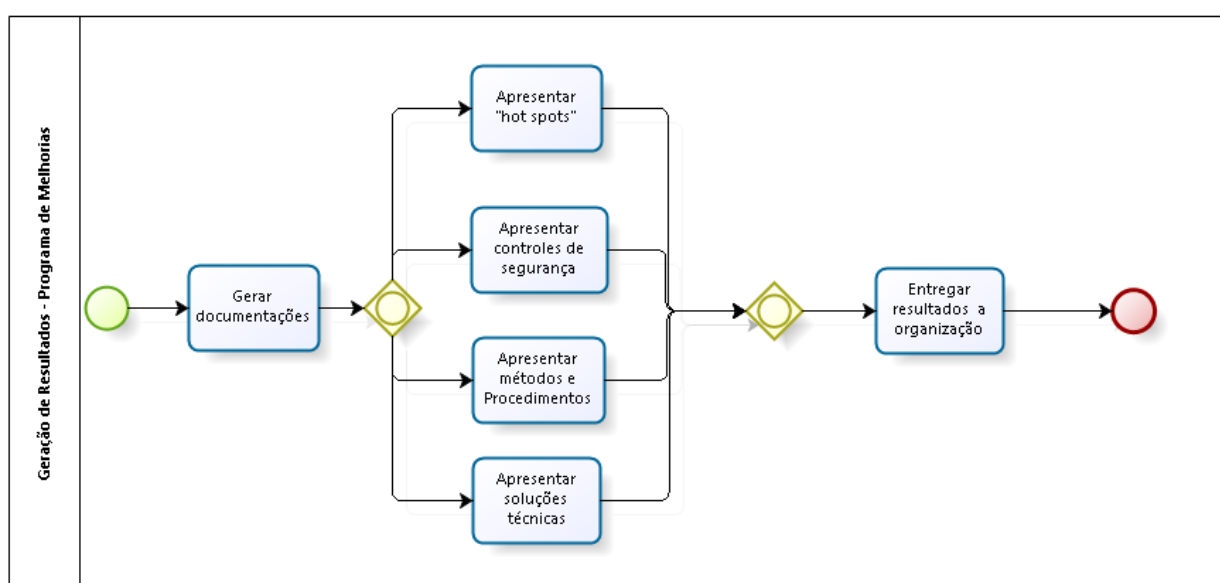 Geração de Resultados - Programa de Melhorias
Gerar
documentações
Apresentar
"hot spots"
Apresentar
controles de
segurança
Apresentar
métodos e
Procedimentos
Apresentar
soluções
técnicas
Entregar
resultados a
organização